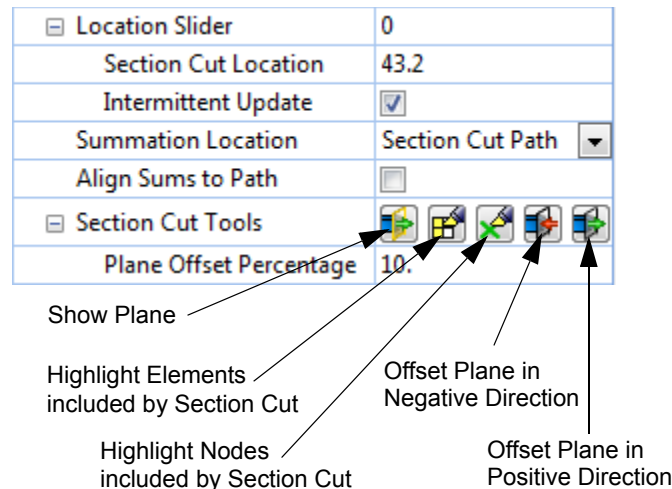 Location Slider 0
Section Cut Location 43.2
Intermittent Update
Summation Location Section Cut Path
Align Sums to Path
Section Cut Tools
Plane Offset Percentage 10.
Show Plane
Highlight Elements
included by Section Cut
Offset Plane in
Negative Direction
Highlight Nodes
included by Section Cut
Offset Plane in
Positive Direction